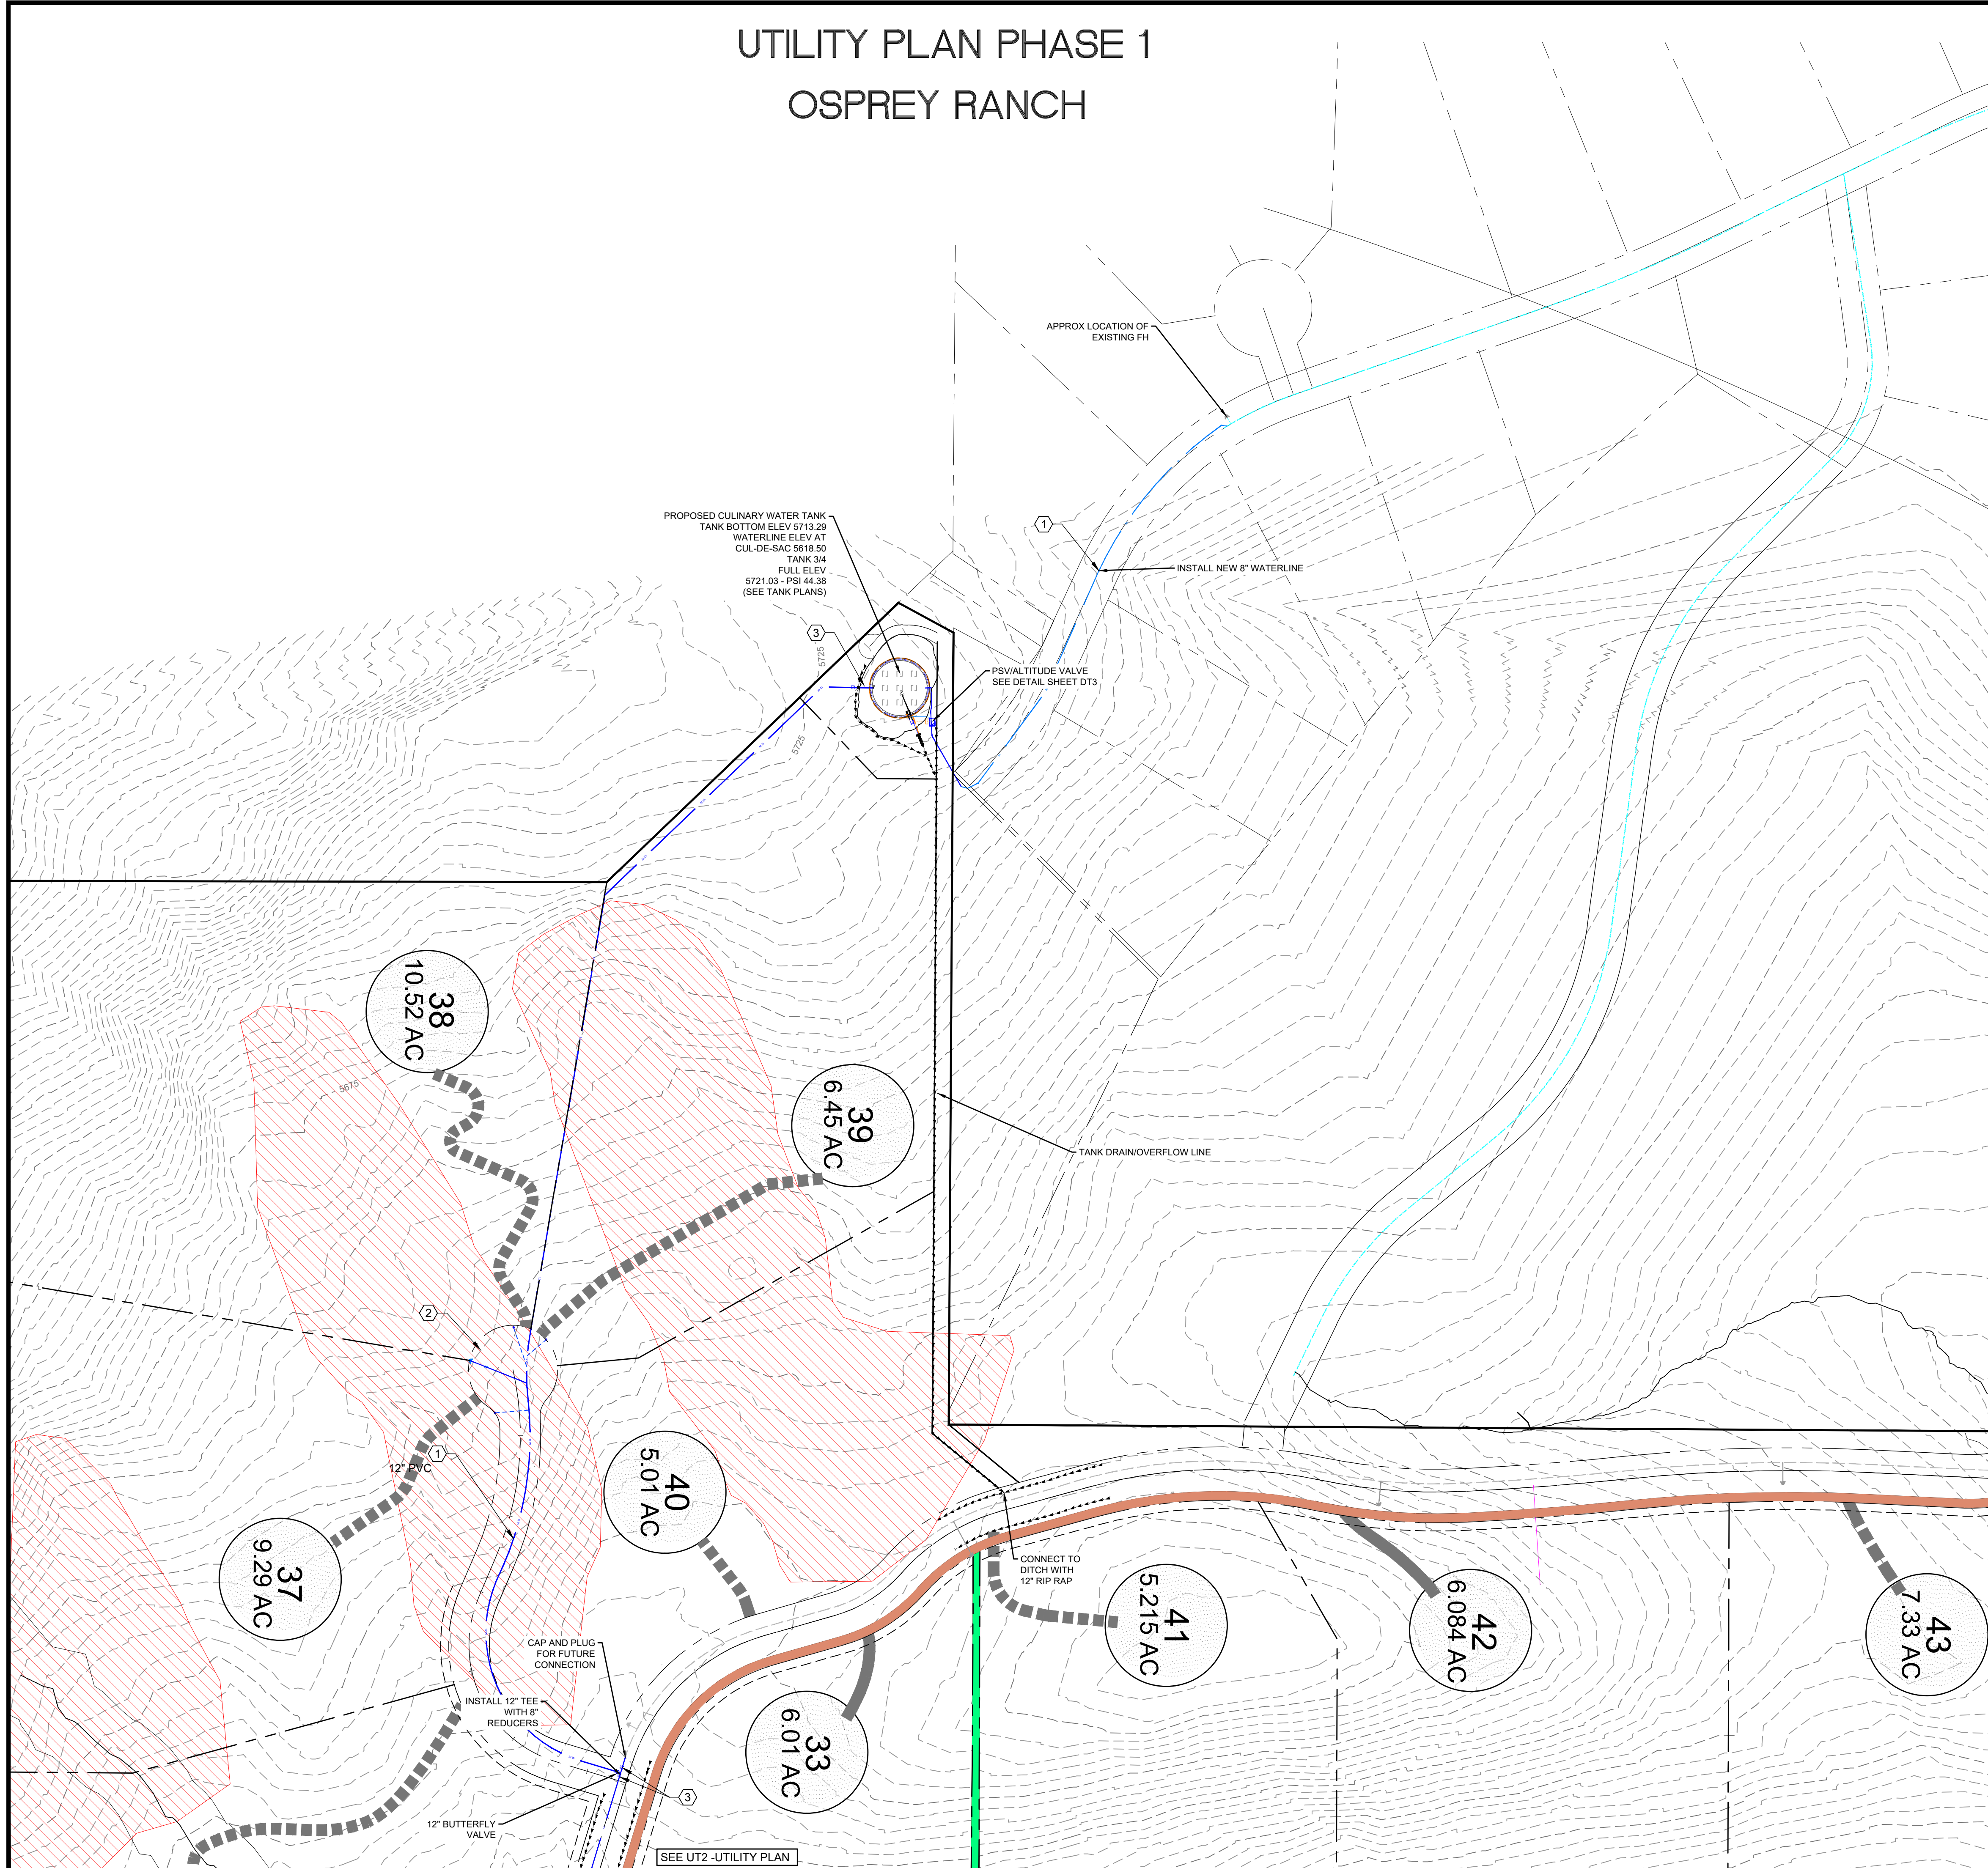 UTILITY PLAN PHASE 1
OSPREY RANCH
APPROX LOCATION OF
EXISTING FH
PROPOSED CULINARY WATER TANK
TANK BOTTOM ELEV 5713.29
WATERLINE ELEV AT
CUL-DE-SAC 5618.50
TANK 3/4
FULL ELEV
5721.03 - PSI 44.38
(SEE TANK PLANS)
1
INSTALL NEW 8" WATERLINE
3
5725
PSV/ALTITUDE VALVE
SEE DETAIL SHEET DT3
5725
38
10.52 AC
5675
39
6.45 AC
TANK DRAIN/OVERFLOW LINE
2
1
12" PVC
40
5.01 AC
37
9.29 AC
CONNECT TO
DITCH WITH
12" RIP RAP
41
5.215 AC
42
6.084 AC
43
7.33 AC
CAP AND PLUG
FOR FUTURE
CONNECTION
INSTALL 12" TEE
WITH 8"
REDUCERS
33
6.01 AC
3
12" BUTTERFLY
VALVE
SEE UT2 -UTILITY PLAN